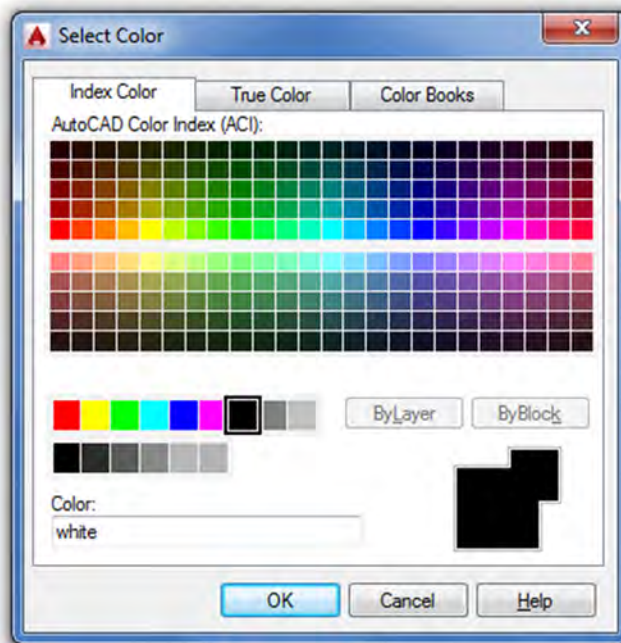 Select Color
Index Color
True Color
Color Books
AutoCAD Color Index (ACI):
ByLayer
ByBlock
Color:
white
OK
Cancel
Help